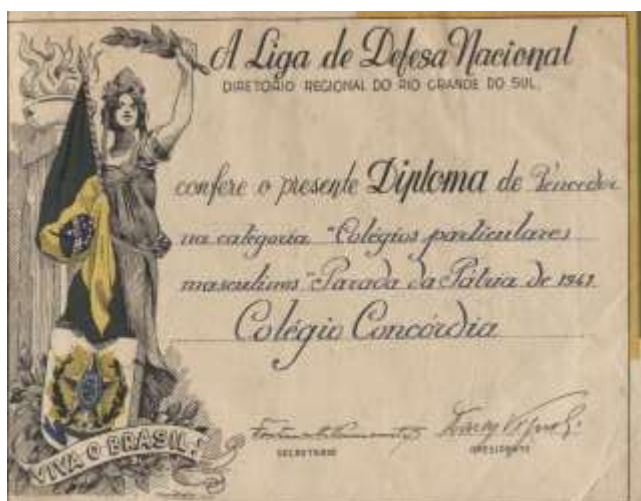 A Liga de Defesa Nacional
DIRETÓRIO REGIONAL DO RIO GRANDE DO SUL.
confere o presente Diploma de Vencedor
na categoria "Colégios particulares
masculinos" Parada da Pátria de 1941
Colégio Concórdia
SECRETARIO
PRESIDENTE
VIVA O BRASIL!